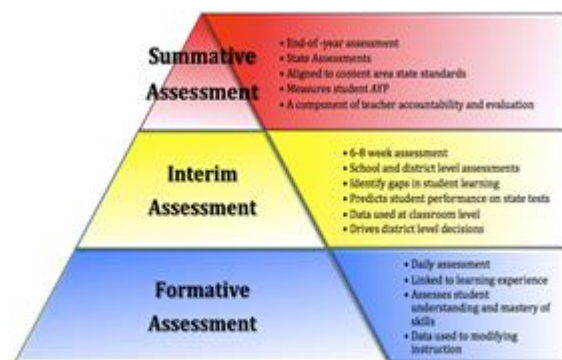 Summative
Assessment
• End-of -year assessment
• State Assessments
• Aligned to content area state standards
• Measures student AYP
• A component of teacher accountability and evaluation
Interim
Assessment
• 6-8 week assessment
• School and district level assessments
• Identify gaps in student learning
• Predicts student performance on state tests
• Data used at classroom level
• Drives district level decisions
Formative
Assessment
• Daily assessment
• Linked to learning experience
• Assesses student
understanding and mastery of
skills
• Data used to modifying
instruction